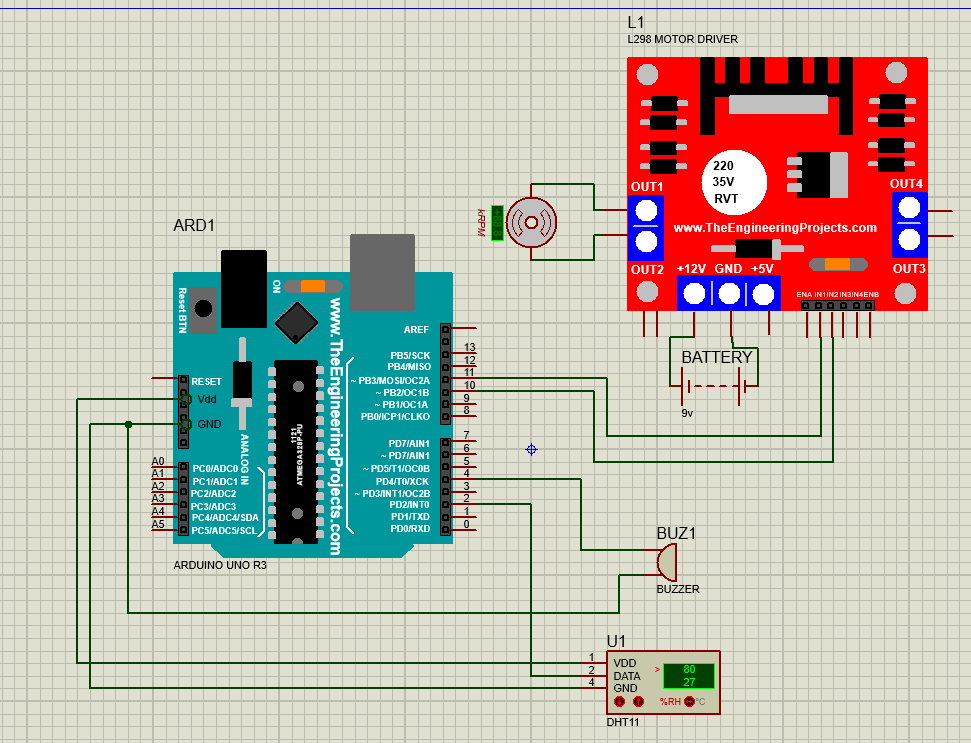 L1
L298 MOTOR DRIVER
220
35V
RVT
OUT1
OUT4
www.TheEngineeringProjects.com
OUT2
+12V GND +5V
OUT3
ENA IN1IN2IN3IN4ENB
kRPM
BATTERY
9v
ARD1
Reset BTN
ON
www.TheEngineeringProjects.com
AREF
PB5/SCK 13
PB4/MISO 12
~ PB3/MOSI/OC2A 11
~ PB2/OC1B 10
~ PB1/OC1A 9
PB0/ICP1/CLKO 8
PD7/AIN1 7
~ PD7/AIN1 6
~ PD5/T1/OC0B 5
PD4/T0/XCK 4
~ PD3/INT1/OC2B 3
PD2/INT0 2
PD1/TXD 1
PD0/RXD 0
RESET
Vdd
GND
ANALOG IN
1121
ATMEGA328P-PU
A0 PC0/ADC0
A1 PC1/ADC1
A2 PC2/ADC2
A3 PC3/ADC3
A4 PC4/ADC4/SDA
A5 PC5/ADC5/SCL
ARDUINO UNO R3
BUZ1
BUZZER
U1
1 VDD
2 DATA
4 GND
> 80
27
%RH °C
DHT11